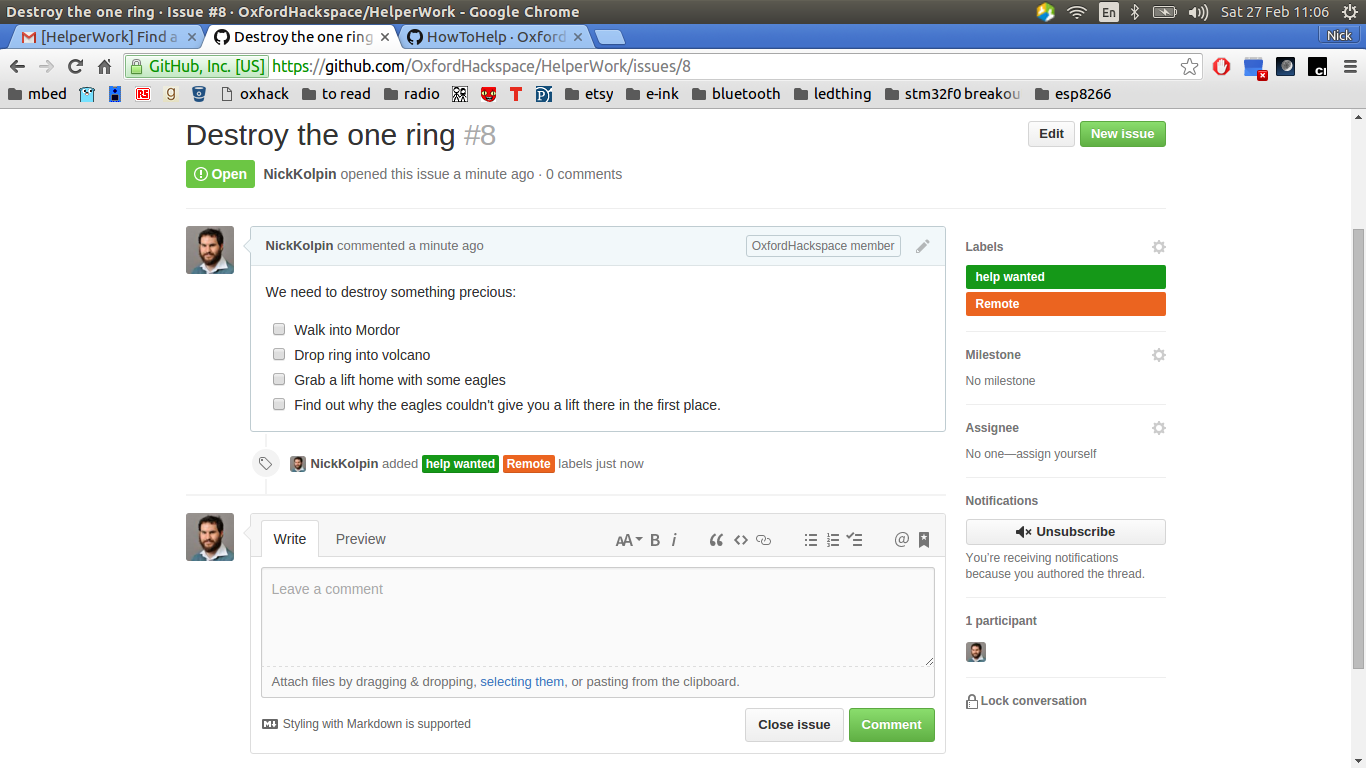 Destroy the one ring · Issue #8 · OxfordHackspace/HelperWork - Google Chrome
En
Sat 27 Feb 11:06
[HelperWork] Find a
Destroy the one ring
HowToHelp · Oxford
Nick
GitHub, Inc. [US] https://github.com/OxfordHackspace/HelperWork/issues/8
mbed
RS
g
oxhack
to read
radio
T
etsy
e-ink
bluetooth
ledthing
stm32f0 breakou
esp8266
Destroy the one ring #8
Edit
New issue
Open
NickKolpin opened this issue a minute ago · 0 comments
NickKolpin commented a minute ago
OxfordHackspace member
We need to destroy something precious:
Walk into Mordor
Drop ring into volcano
Grab a lift home with some eagles
Find out why the eagles couldn't give you a lift there in the first place.
NickKolpin added help wanted Remote labels just now
Write
Preview
AA B i
@
Leave a comment
Attach files by dragging & dropping, selecting them, or pasting from the clipboard.
Styling with Markdown is supported
Close issue
Comment
Labels
help wanted
Remote
Milestone
No milestone
Assignee
No one—assign yourself
Notifications
Unsubscribe
You're receiving notifications
because you authored the thread.
1 participant
Lock conversation